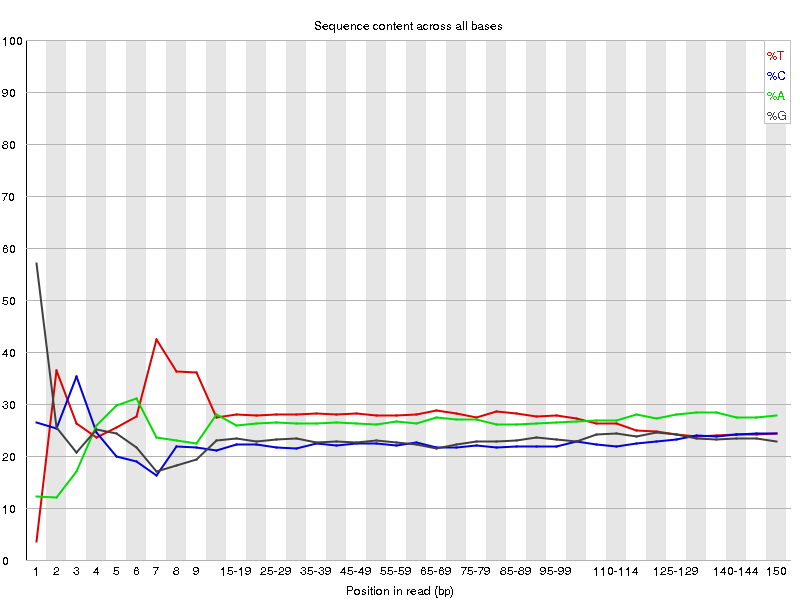 Sequence content across all bases
100
90
80
70
60
50
40
30
20
10
0
%T
%C
%A
%G
1 2 3 4 5 6 7 8 9 15-19 25-29 35-39 45-49 55-59 65-69 75-79 85-89 95-99 110-114 125-129 140-144 150
Position in read (bp)